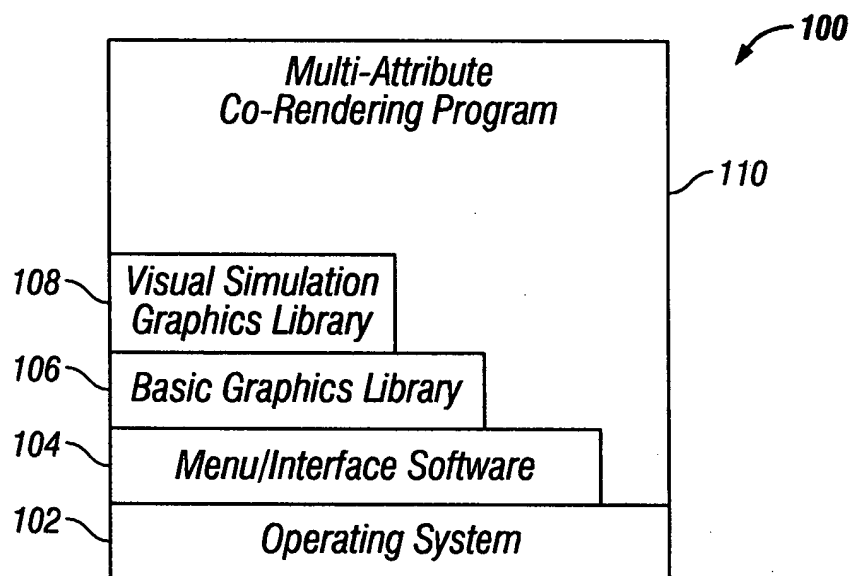 100
Multi-Attribute
Co-Rendering Program
110
108
Visual Simulation
Graphics Library
106
Basic Graphics Library
104
Menu/Interface Software
102
Operating System